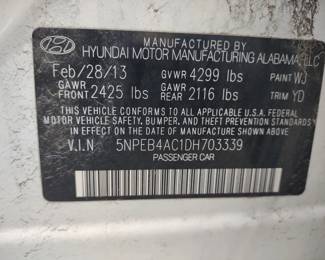 MANUFACTURED BY
HYUNDAI MOTOR MANUFACTURING ALABAMA, LLC
Feb/28/13 GVWR 4299 lbs PAINT WJ
GAWR FRONT 2425 lbs GAWR REAR 2116 lbs TRIM YD
THIS VEHICLE CONFORMS TO ALL APPLICABLE U.S.A. FEDERAL
MOTOR VEHICLE SAFETY, BUMPER, AND THEFT PREVENTION
STANDARDS IN EFFECT ON THE DATE OF MANUFACTURE SHOWN ABOVE.
V.I.N 5NPEB4AC1DH703339
PASSENGER CAR